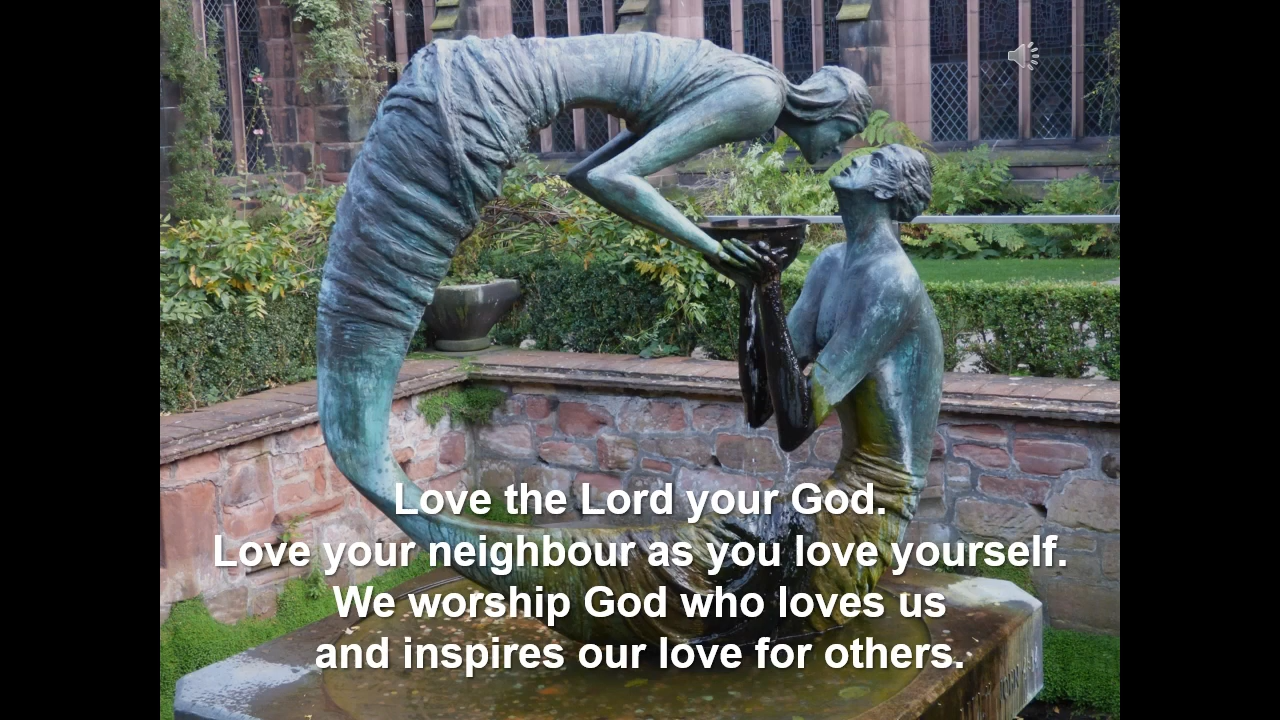 Love the Lord your God.
Love your neighbour as you love yourself.
We worship God who loves us
and inspires our love for others.